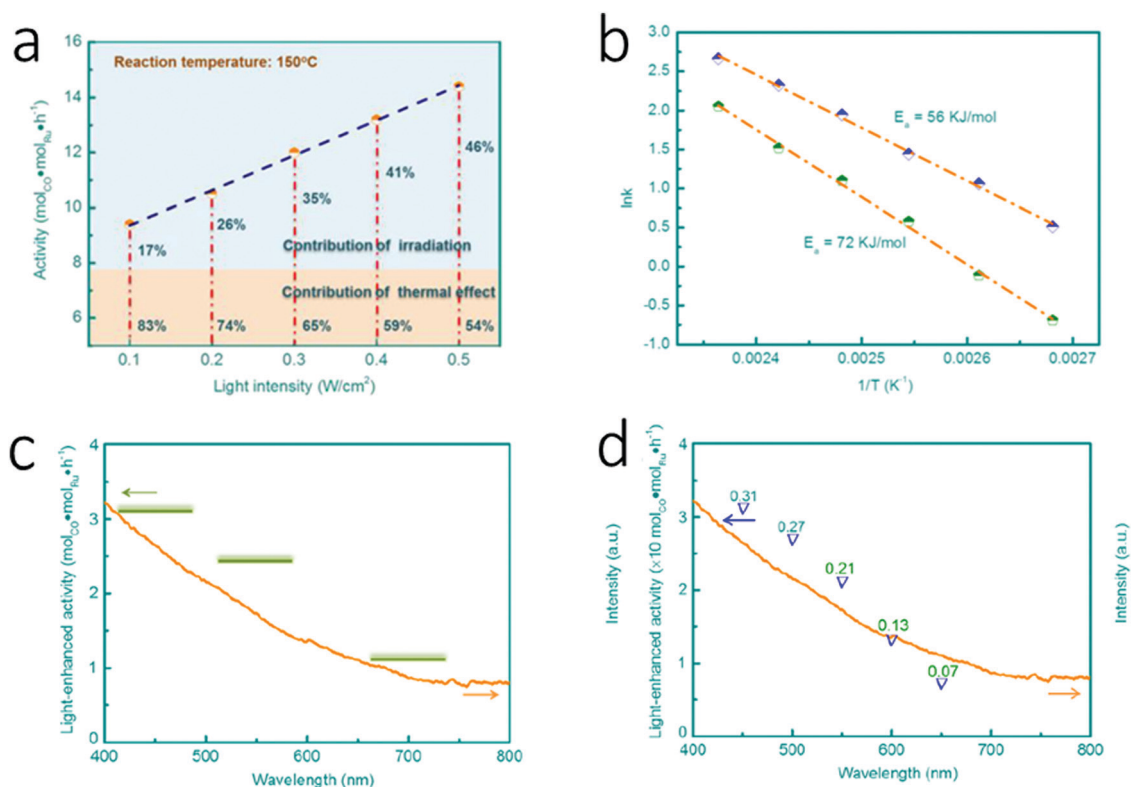 a
16
14
12
10
8
6
Activity (mol_CO•mol_Ru•h⁻¹)
Reaction temperature: 150°C
17%
26%
35%
41%
46%
Contribution of irradiation
Contribution of thermal effect
83%
74%
65%
59%
54%
0.1 0.2 0.3 0.4 0.5
Light intensity (W/cm²)
b
3.0
2.5
2.0
1.5
1.0
0.5
0.0
-0.5
-1.0
lnk
E_a = 56 KJ/mol
E_a = 72 KJ/mol
0.0024 0.0025 0.0026 0.0027
1/T (K⁻¹)
c
4
3
2
1
0
Light-enhanced activity (mol_CO•mol_Ru•h⁻¹)
Intensity (a.u.)
400 500 600 700 800
Wavelength (nm)
d
4
3
2
1
0
Light-enhanced activity (×10 mol_CO•mol_Ru•h⁻¹)
0.31
0.27
0.21
0.13
0.07
Intensity (a.u.)
400 500 600 700 800
Wavelength (nm)